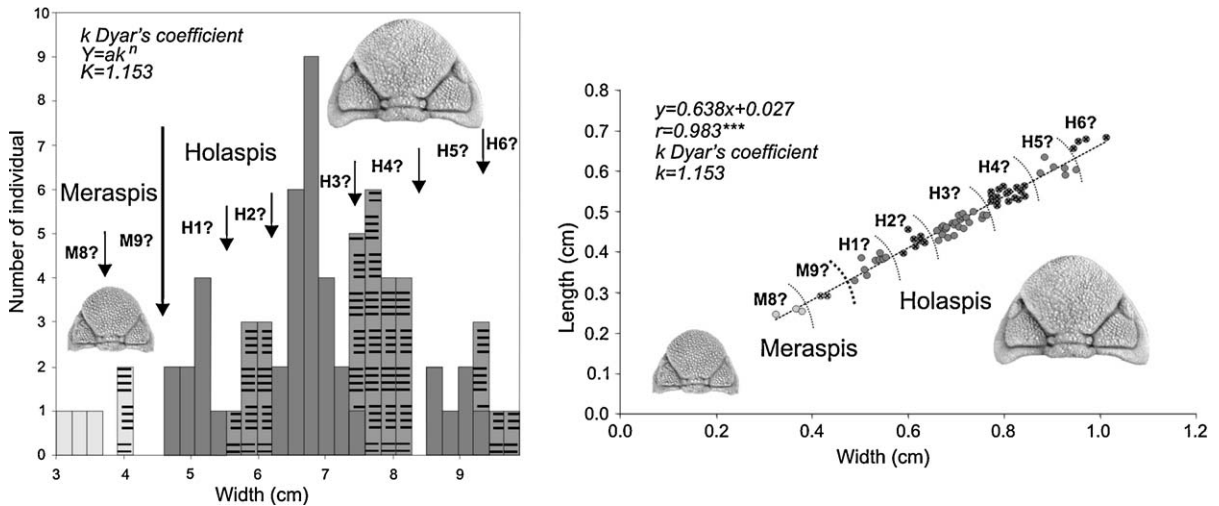 k Dyar's coefficient
Y=akⁿ
K=1.153
Number of individual
10
9
8
7
6
5
4
3
2
1
0
Meraspis
Holaspis
M8?
M9?
H1?
H2?
H3?
H4?
H5?
H6?
3
4
5
6
7
8
9
Width (cm)
y=0.638x+0.027
r=0.983***
k Dyar's coefficient
k=1.153
Length (cm)
0.8
0.7
0.6
0.5
0.4
0.3
0.2
0.1
0.0
M8?
M9?
H1?
H2?
H3?
H4?
H5?
H6?
Meraspis
Holaspis
0.0
0.2
0.4
0.6
0.8
1.0
1.2
Width (cm)